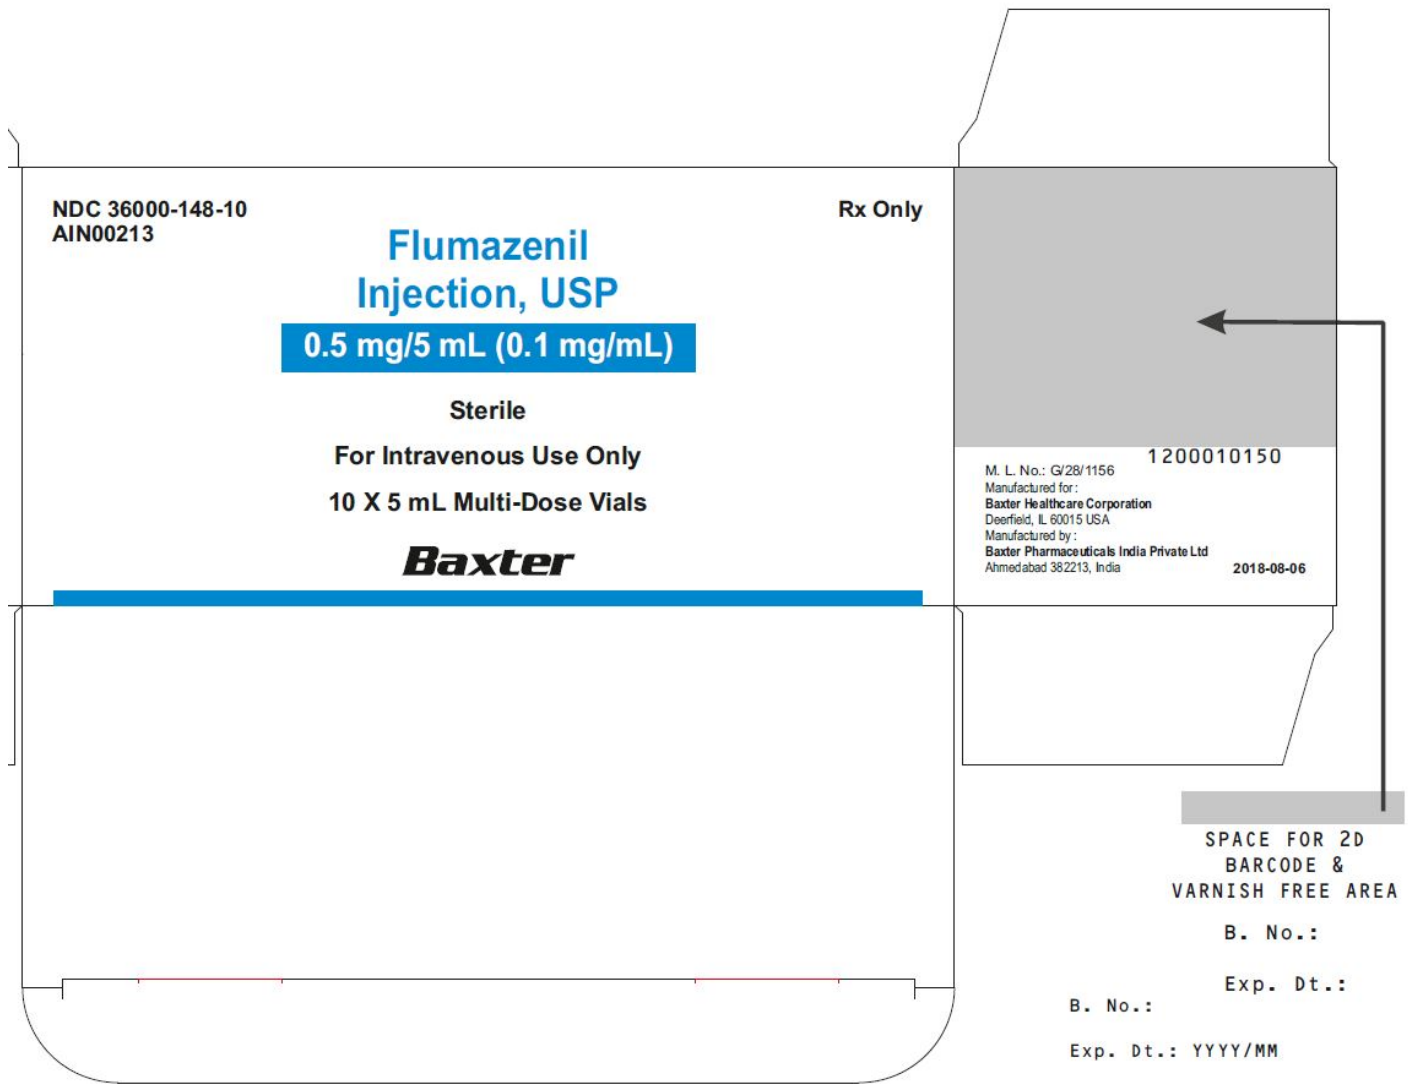 NDC 36000-148-10
AIN00213
Rx Only
Flumazenil
Injection, USP
0.5 mg/5 mL (0.1 mg/mL)
Sterile
For Intravenous Use Only
10 X 5 mL Multi-Dose Vials
Baxter
1200010150
M. L. No.: G/28/1156
Manufactured for :
Baxter Healthcare Corporation
Deerfield, IL 60015 USA
Manufactured by :
Baxter Pharmaceuticals India Private Ltd
Ahmedabad 382213, India
2018-08-06
SPACE FOR 2D
BARCODE &
VARNISH FREE AREA
B. No.:
Exp. Dt.:
B. No.:
Exp. Dt.: YYYY/MM